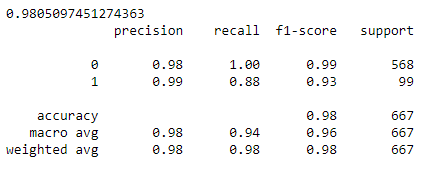 0.9805097451274363
precision recall f1-score support
0 0.98 1.00 0.99 568
1 0.99 0.88 0.93 99
accuracy 0.98 667
macro avg 0.98 0.94 0.96 667
weighted avg 0.98 0.98 0.98 667